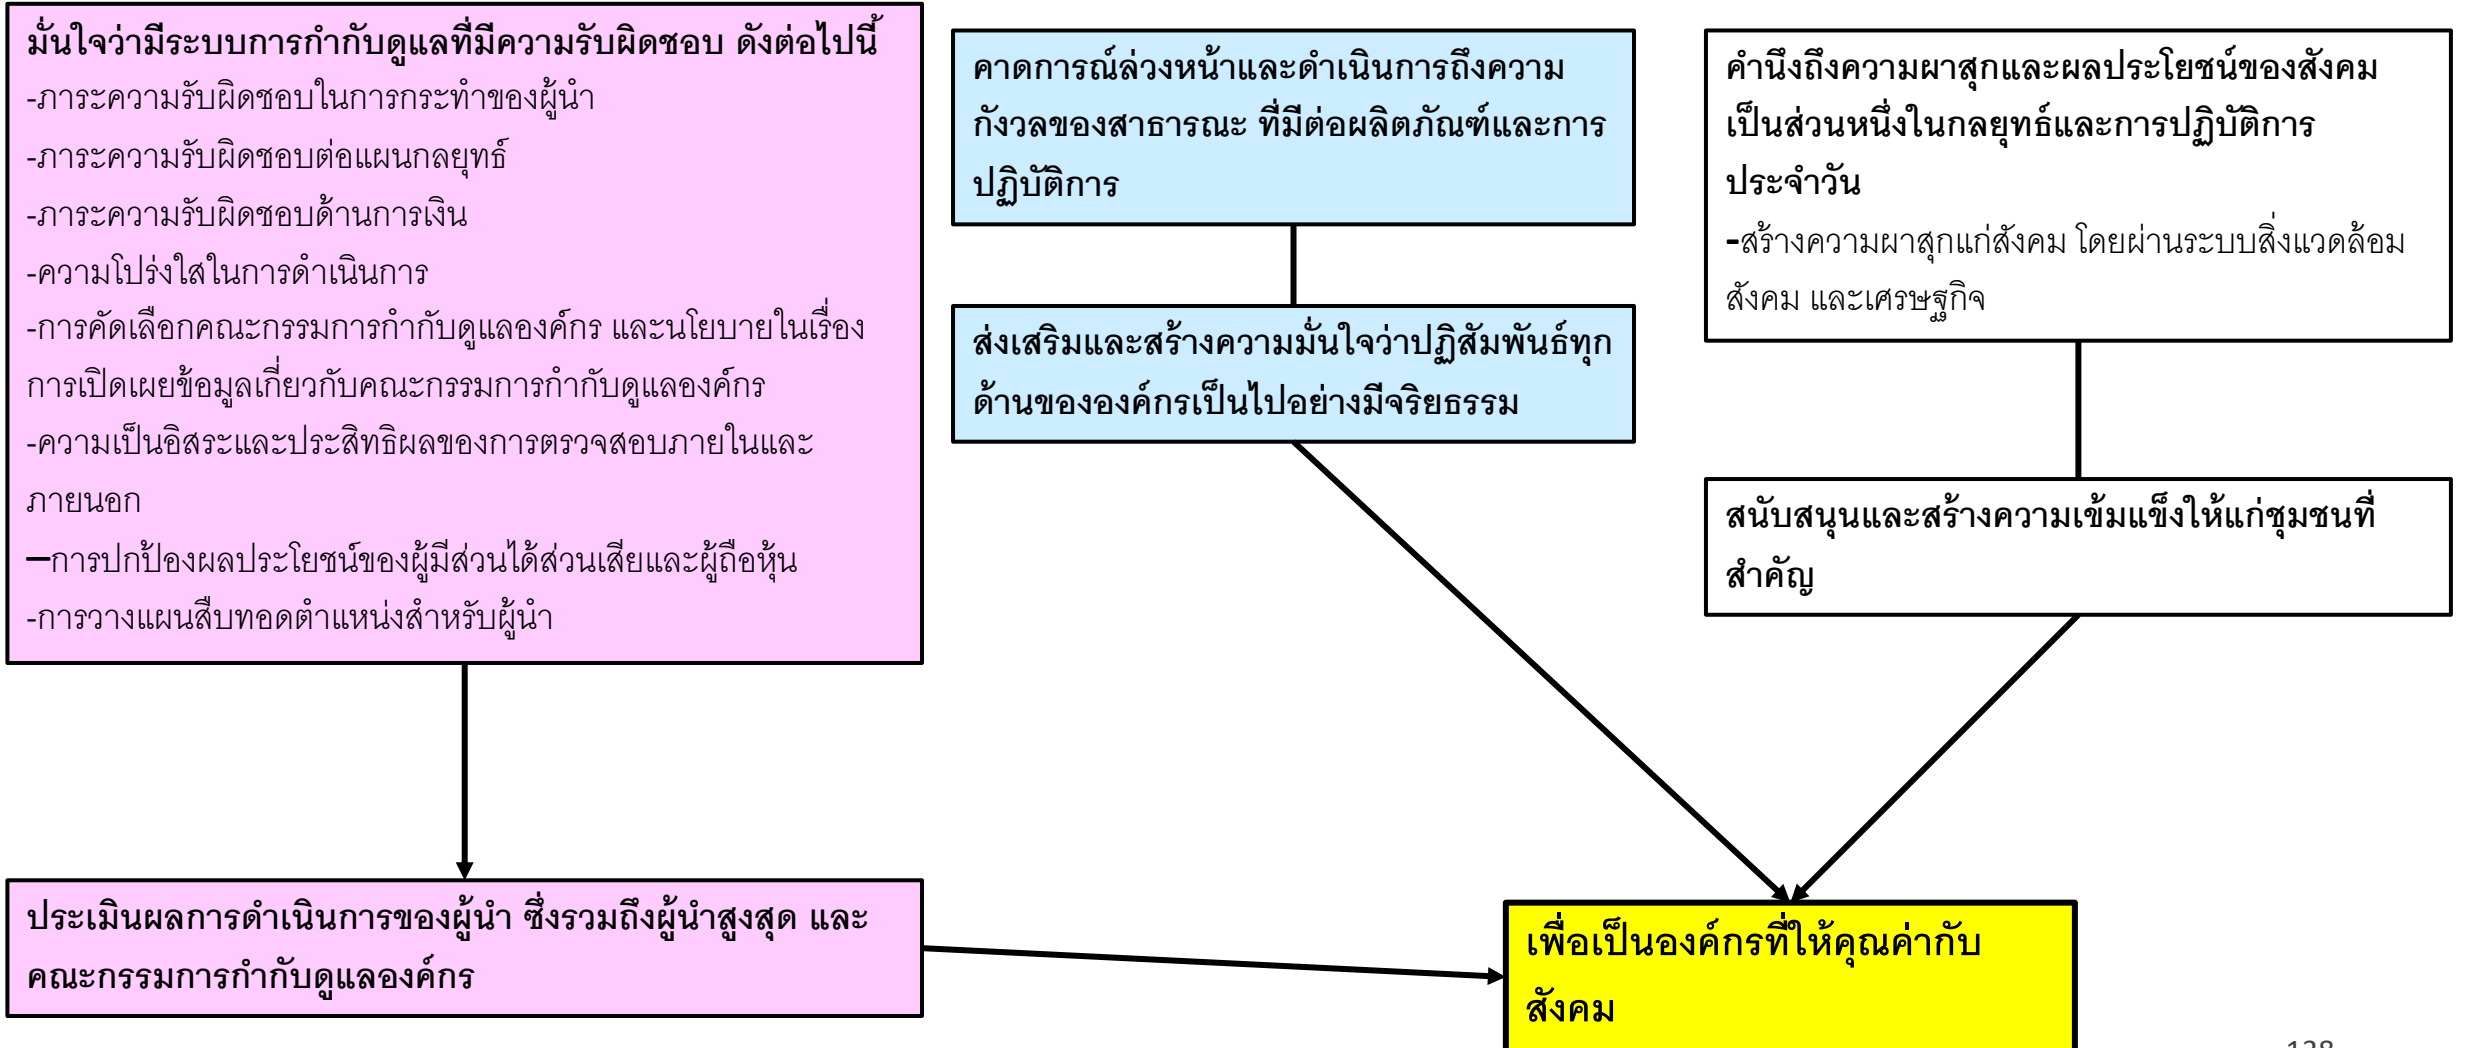 มั่นใจว่ามีระบบการกำกับดูแลที่มีความรับผิดชอบ ดังต่อไปนี้
-ภาระความรับผิดชอบในการกระทำของผู้นำ
-ภาระความรับผิดชอบต่อแผนกลยุทธ์
-ภาระความรับผิดชอบด้านการเงิน
-ความโปร่งใสในการดำเนินการ
-การคัดเลือกคณะกรรมการกำกับดูแลองค์กร และนโยบายในเรื่อง
การเปิดเผยข้อมูลเกี่ยวกับคณะกรรมการกำกับดูแลองค์กร
-ความเป็นอิสระและประสิทธิผลของการตรวจสอบภายในและ
ภายนอก
–การปกป้องผลประโยชน์ของผู้มีส่วนได้ส่วนเสียและผู้ถือหุ้น
-การวางแผนสืบทอดตำแหน่งสำหรับผู้นำ
คาดการณ์ล่วงหน้าและดำเนินการถึงความ
กังวลของสาธารณะ ที่มีต่อผลิตภัณฑ์และการ
ปฏิบัติการ
ส่งเสริมและสร้างความมั่นใจว่าปฏิสัมพันธ์ทุก
ด้านขององค์กรเป็นไปอย่างมีจริยธรรม
คำนึงถึงความผาสุกและผลประโยชน์ของสังคม
เป็นส่วนหนึ่งในกลยุทธ์และการปฏิบัติการ
ประจำวัน
-สร้างความผาสุกแก่สังคม โดยผ่านระบบสิ่งแวดล้อม
สังคม และเศรษฐกิจ
สนับสนุนและสร้างความเข้มแข็งให้แก่ชุมชนที่
สำคัญ
ประเมินผลการดำเนินการของผู้นำ ซึ่งรวมถึงผู้นำสูงสุด และ
คณะกรรมการกำกับดูแลองค์กร
เพื่อเป็นองค์กรที่ให้คุณค่ากับ
สังคม